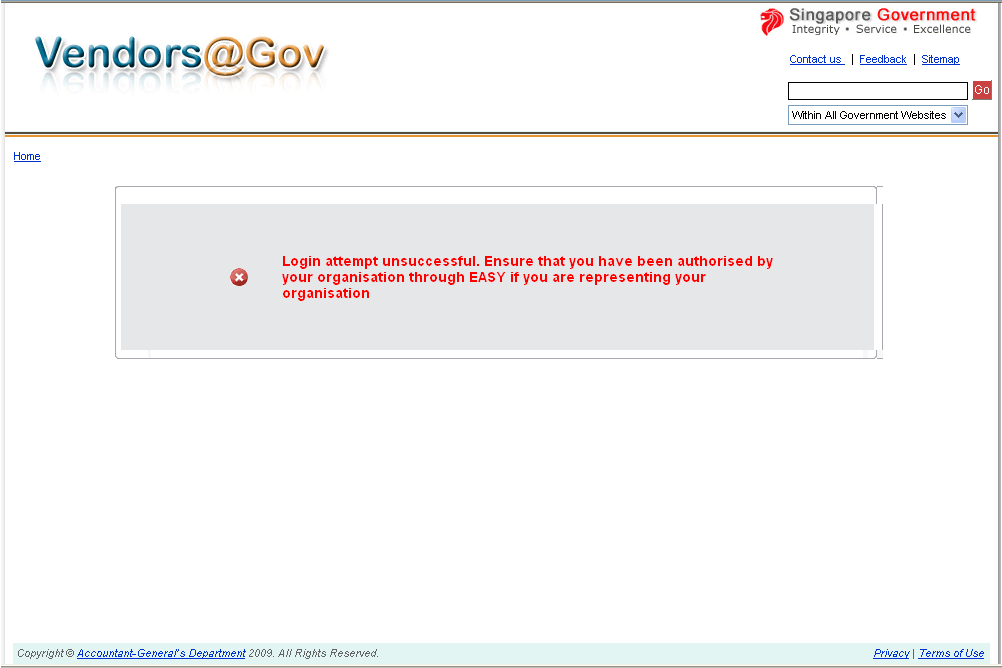 Vendors@Gov
Singapore Government
Integrity • Service • Excellence
Contact us | Feedback | Sitemap
Go
Within All Government Websites
Home
Login attempt unsuccessful. Ensure that you have been authorised by
your organisation through EASY if you are representing your
organisation
Copyright © Accountant-General's Department 2009. All Rights Reserved.
Privacy | Terms of Use